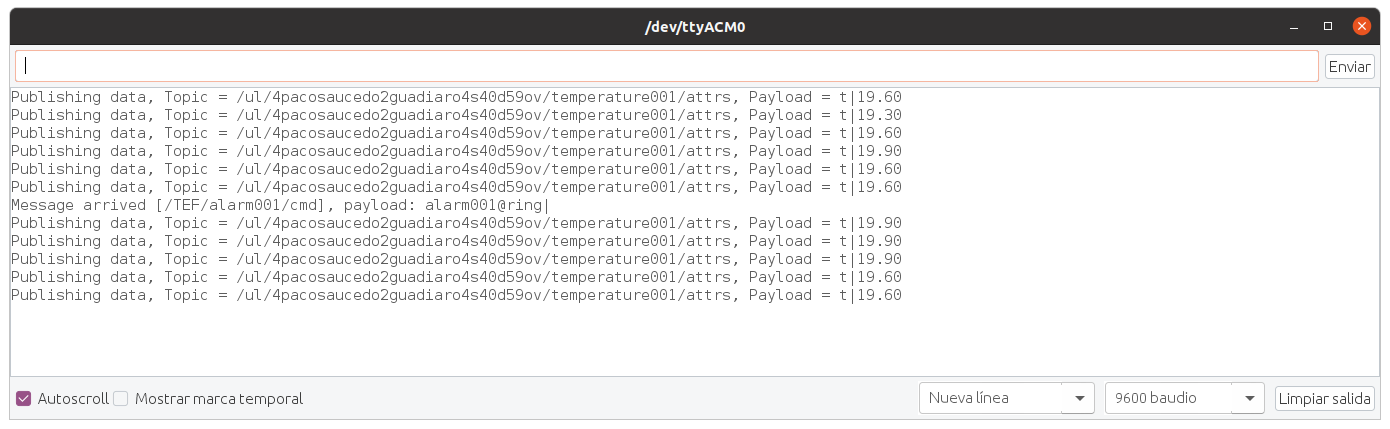 /dev/ttyACM0
Enviar
Publishing data, Topic = /ul/4pacosaucedo2guadiaro4s40d59ov/temperature001/attrs, Payload = t|19.60
Publishing data, Topic = /ul/4pacosaucedo2guadiaro4s40d59ov/temperature001/attrs, Payload = t|19.30
Publishing data, Topic = /ul/4pacosaucedo2guadiaro4s40d59ov/temperature001/attrs, Payload = t|19.60
Publishing data, Topic = /ul/4pacosaucedo2guadiaro4s40d59ov/temperature001/attrs, Payload = t|19.90
Publishing data, Topic = /ul/4pacosaucedo2guadiaro4s40d59ov/temperature001/attrs, Payload = t|19.60
Publishing data, Topic = /ul/4pacosaucedo2guadiaro4s40d59ov/temperature001/attrs, Payload = t|19.60
Message arrived [/TEF/alarm001/cmd], payload: alarm001@ring|
Publishing data, Topic = /ul/4pacosaucedo2guadiaro4s40d59ov/temperature001/attrs, Payload = t|19.90
Publishing data, Topic = /ul/4pacosaucedo2guadiaro4s40d59ov/temperature001/attrs, Payload = t|19.90
Publishing data, Topic = /ul/4pacosaucedo2guadiaro4s40d59ov/temperature001/attrs, Payload = t|19.90
Publishing data, Topic = /ul/4pacosaucedo2guadiaro4s40d59ov/temperature001/attrs, Payload = t|19.60
Publishing data, Topic = /ul/4pacosaucedo2guadiaro4s40d59ov/temperature001/attrs, Payload = t|19.60
Autoscroll Mostrar marca temporal Nueva línea 9600 baudio Limpiar salida